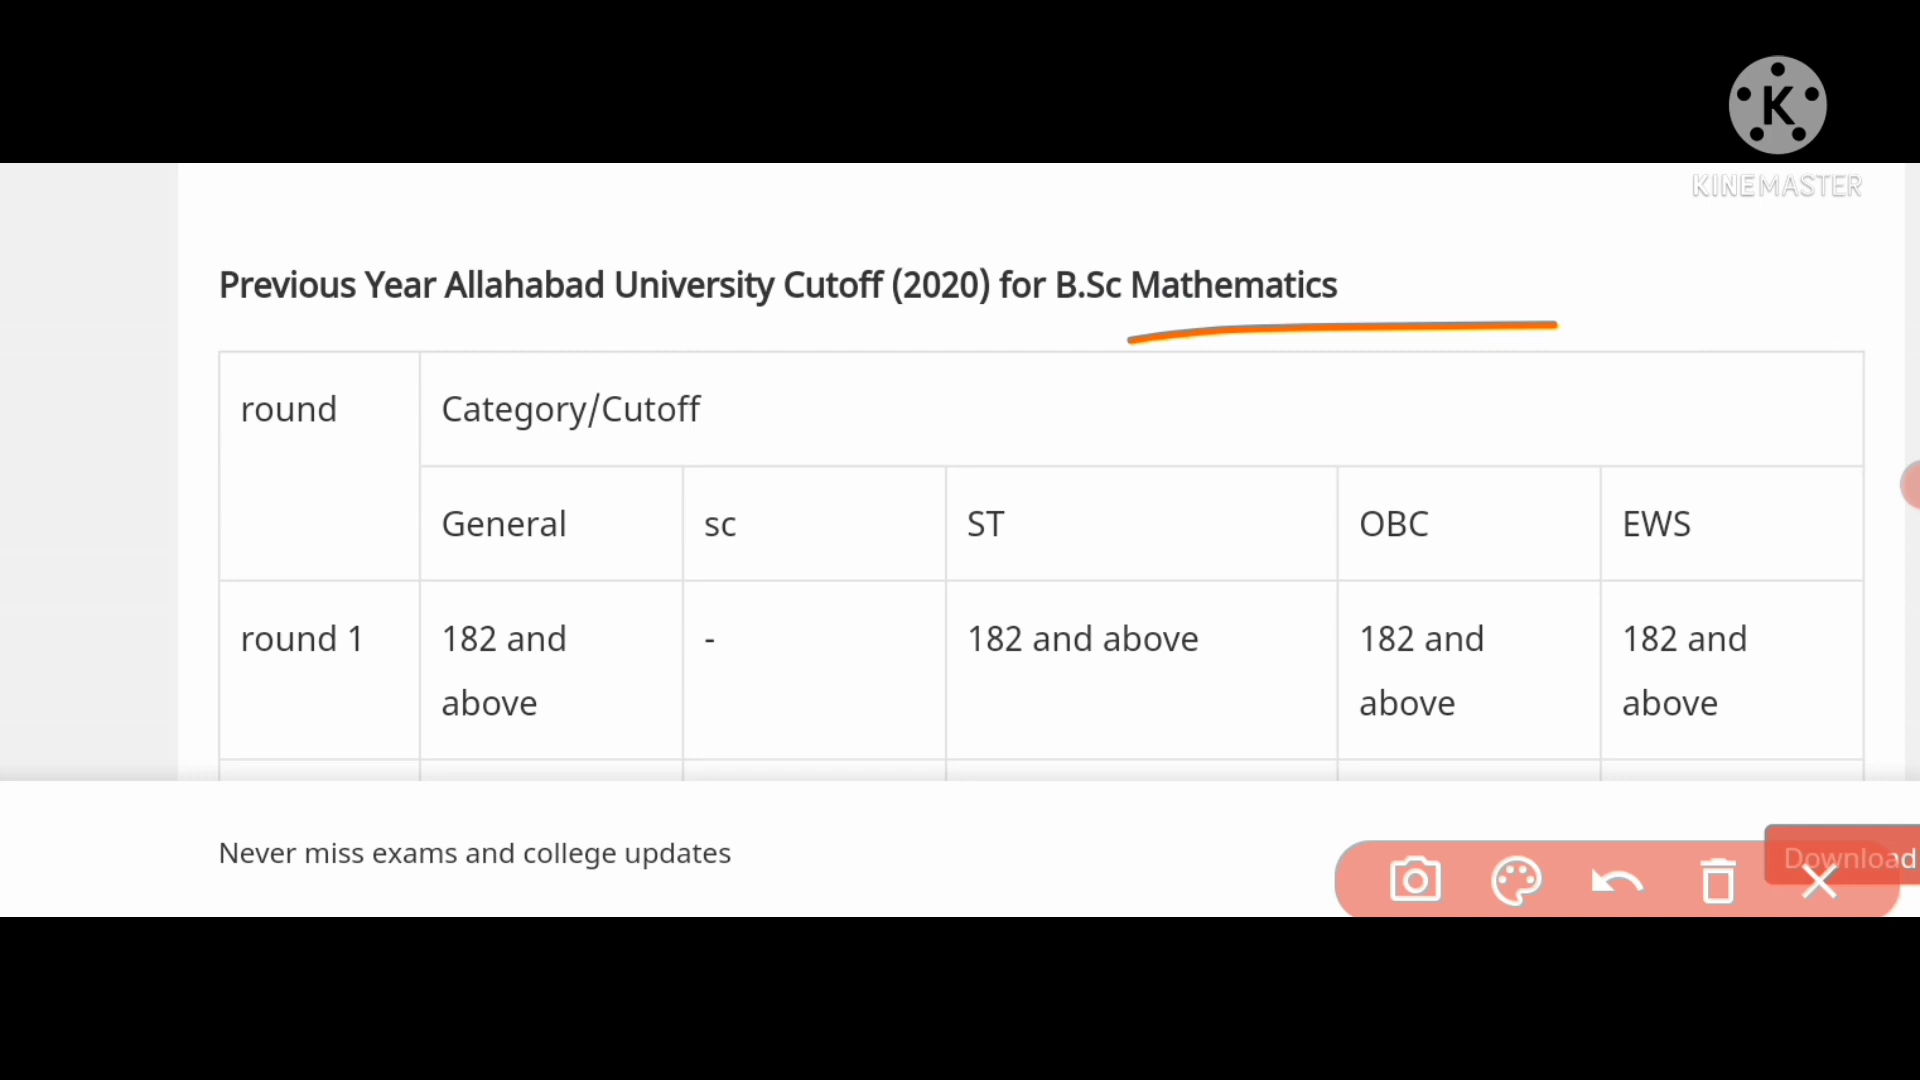 K
KINEMASTER
Previous Year Allahabad University Cutoff (2020) for B.Sc Mathematics
round Category/Cutoff
General sc ST OBC EWS
round 1 182 and - 182 and above 182 and 182 and
above above above
Never miss exams and college updates
Download